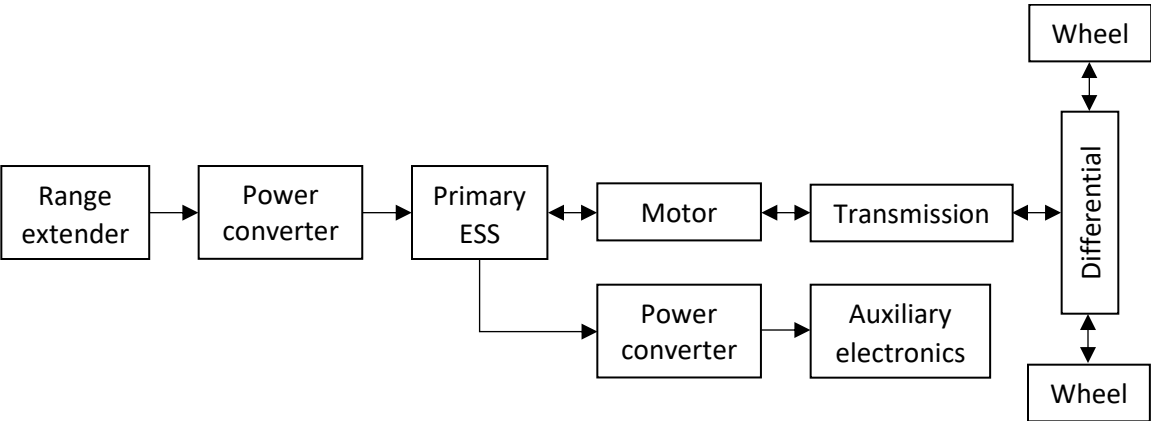 Wheel
Range
extender
Power
converter
Primary
ESS
Motor
Transmission
Differential
Power
converter
Auxiliary
electronics
Wheel